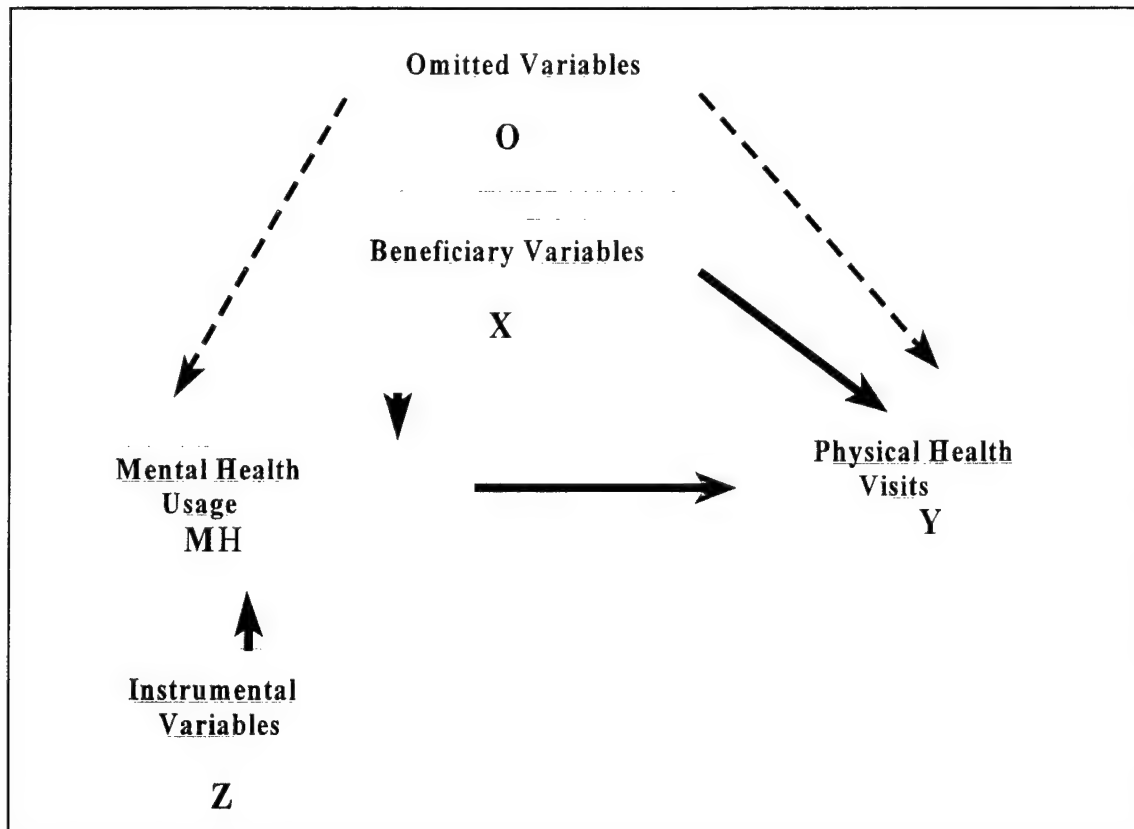 Omitted Variables
O
Beneficiary Variables
X
Mental Health
Usage
MH
Physical Health
Visits
Y
Instrumental
Variables
Z